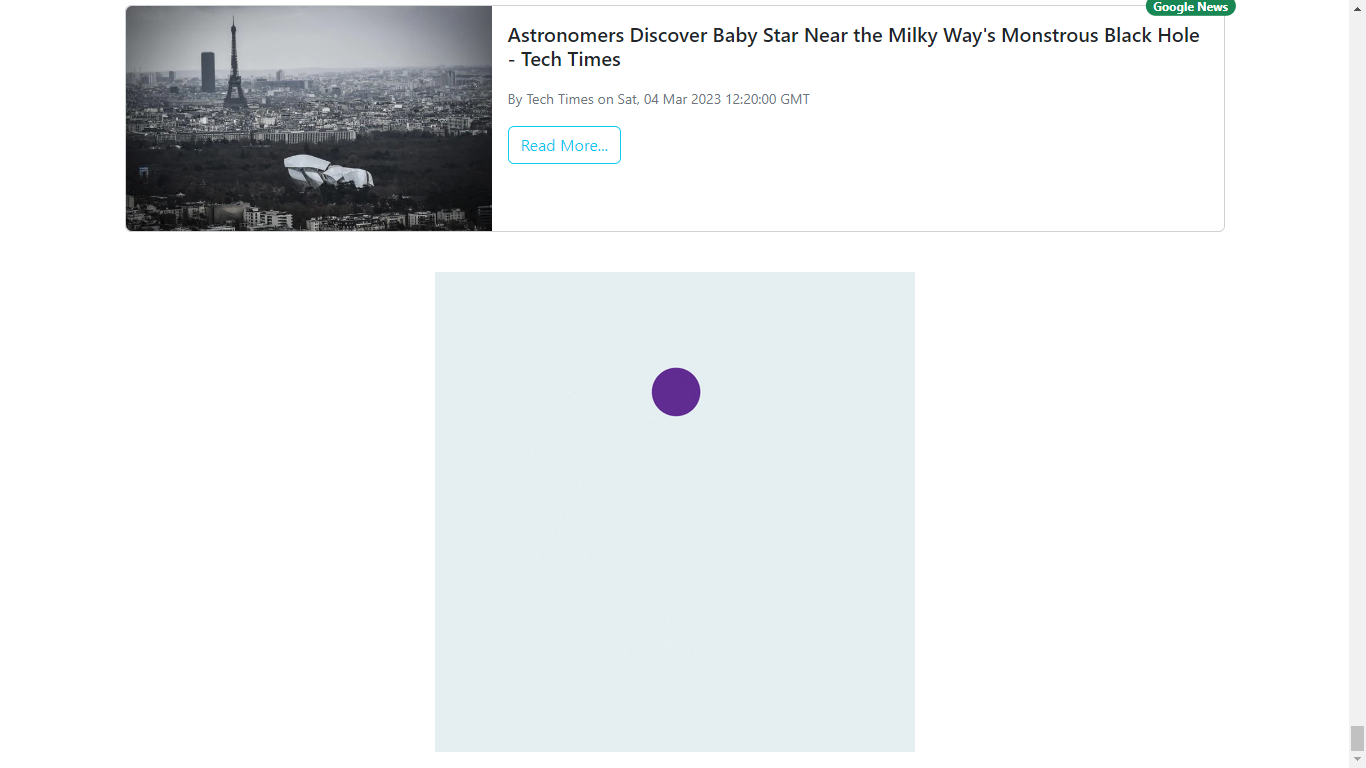 Google News
Astronomers Discover Baby Star Near the Milky Way's Monstrous Black Hole
- Tech Times
By Tech Times on Sat, 04 Mar 2023 12:20:00 GMT
Read More...